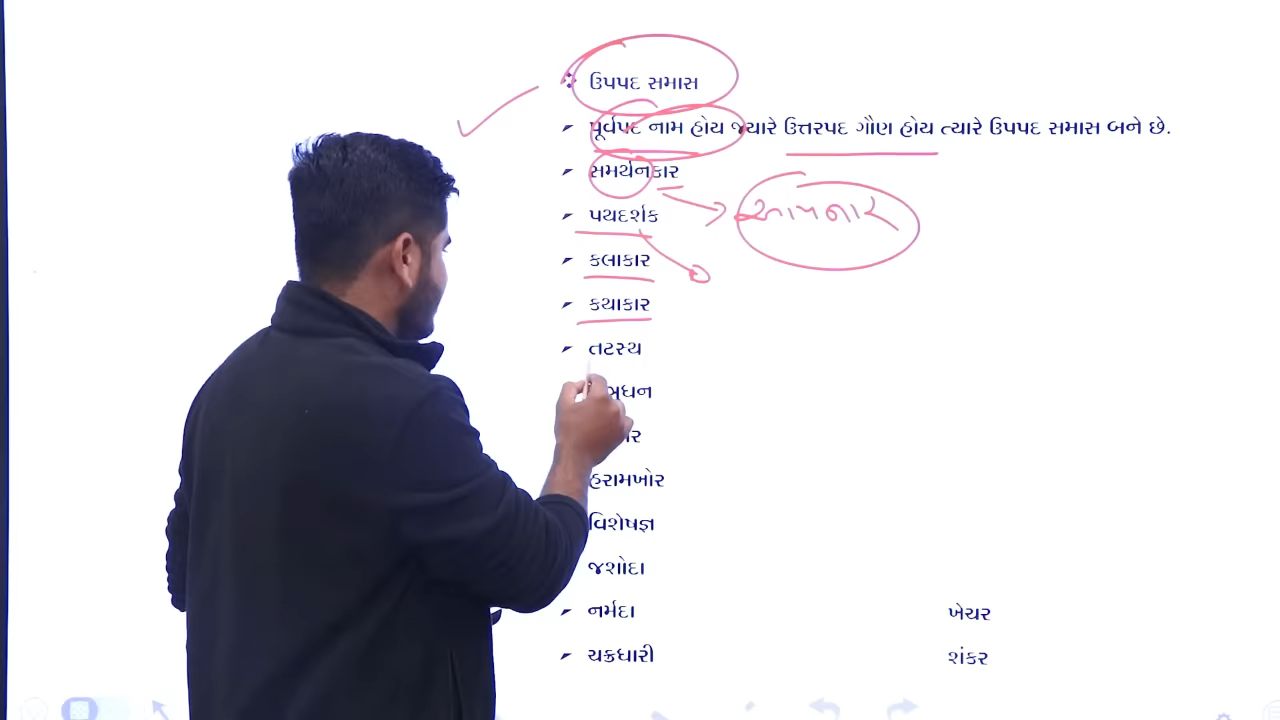 ઉપપદ સમાસ
પૂર્વપદ નામ હોય જ્યારે ઉત્તરપદ ગૌણ હોય ત્યારે ઉપપદ સમાસ બને છે.
સમર્થનકાર
આપનાર
પથદર્શક
કલાકાર
કથાકાર
તટસ્થ
હરામખોર
વિશેષજ્ઞ
જશોદા
નર્મદા
ખેચર
ચક્રધારી
શંકર